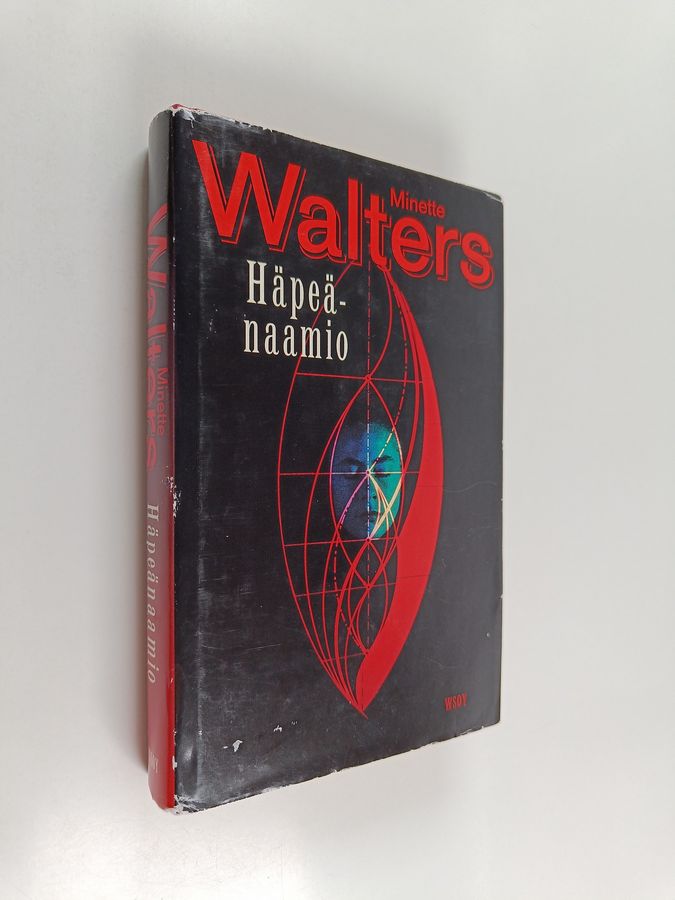 Minette
Walters
Häpeä-
naamio
WSOY
Minette
Walters
Häpeänaamio